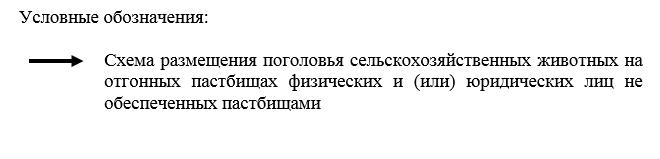 Условные обозначения:
Схема размещения поголовья сельскохозяйственных животных на
отгонных пастбищах физических и (или) юридических лиц не
обеспеченных пастбищами